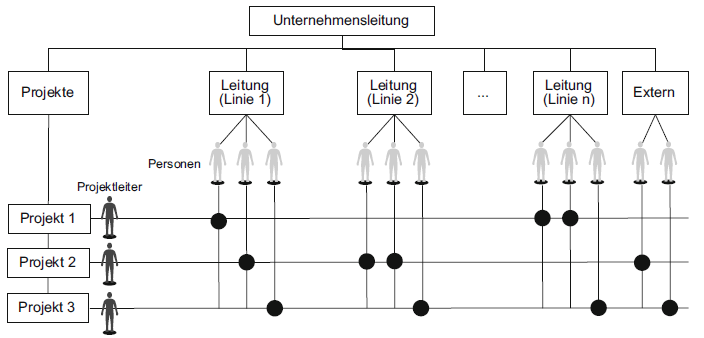 Unternehmensleitung
Projekte
Leitung
(Linie 1)
Leitung
(Linie 2)
...
Leitung
(Linie n)
Extern
Personen
Projektleiter
Projekt 1
Projekt 2
Projekt 3